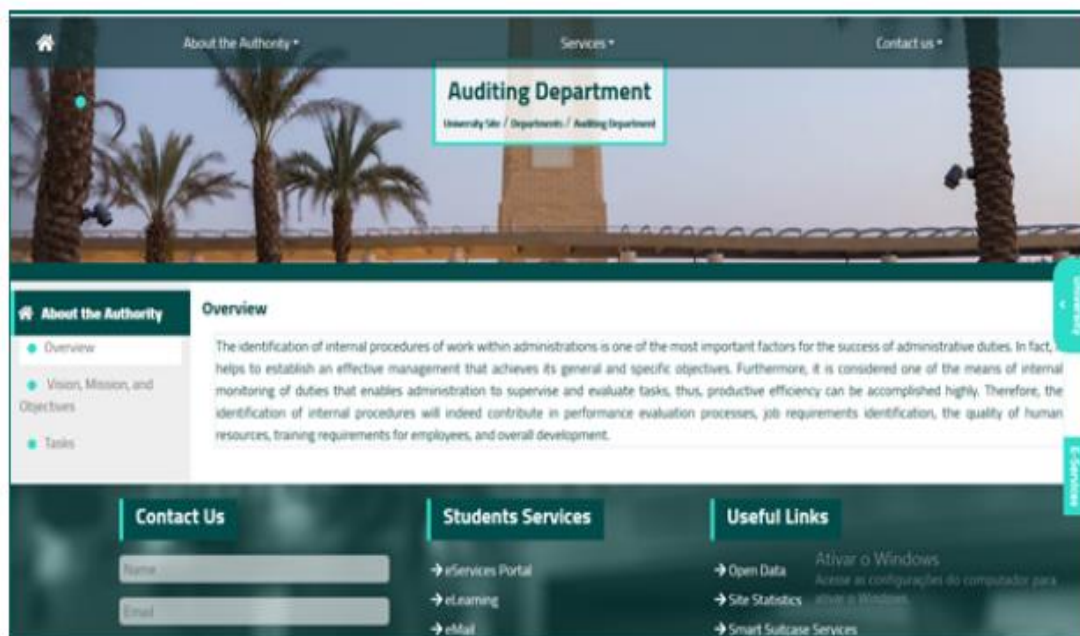 About the Authority
Services
Contact us
Auditing Department
University Site / Departments / Auditing Department
About the Authority
Overview
Vision, Mission, and
Objectives
Tasks
Overview
The identification of internal procedures of work within administrations is one of the most important factors for the success of administrative duties. In fact,
helps to establish an effective management that achieves its general and specific objectives. Furthermore, it is considered one of the means of internal
monitoring of duties that enables administration to supervise and evaluate tasks, thus, productive efficiency can be accomplished highly. Therefore, the
identification of internal procedures will indeed contribute in performance evaluation processes, job requirements identification, the quality of human
resources, training requirements for employees, and overall development.
University
E-Services
Contact Us
Name
Email
Students Services
→ eServices Portal
→ eLearning
→ eMail
Useful Links
→ Open Data
→ Site Statistics
→ Smart Suitcase Services
Ativar o Windows
Acesse as configurações do computador para
ativar o Windows.